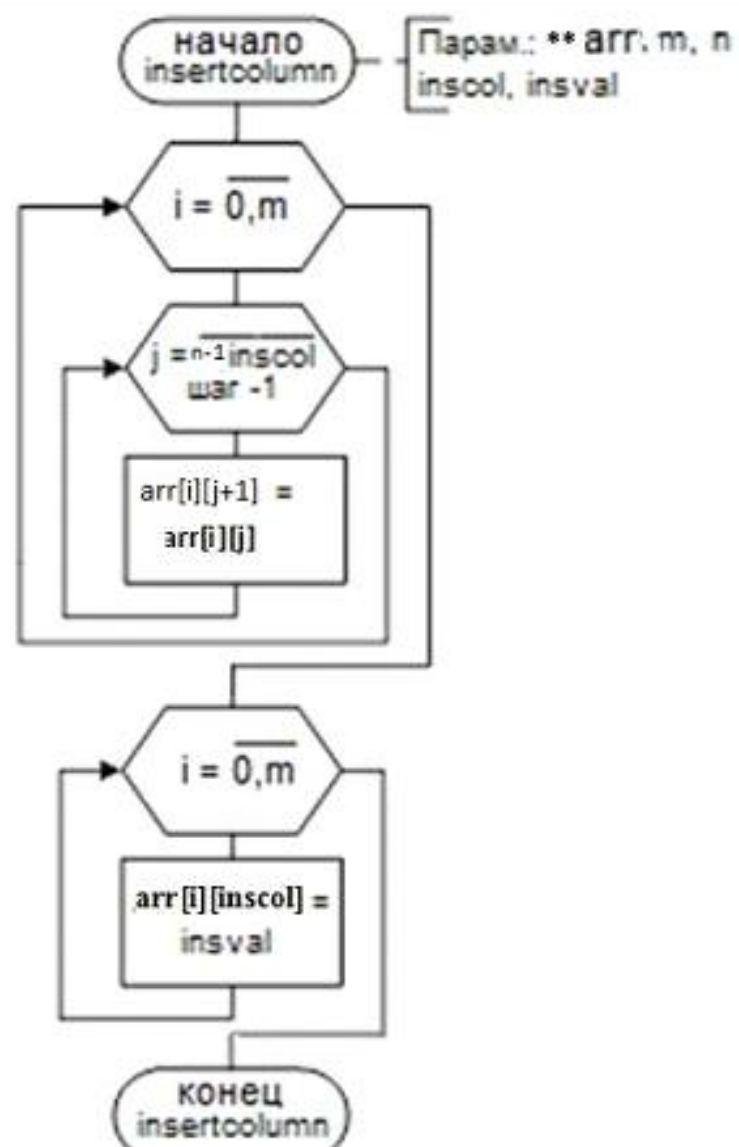 начало
insertcolumn
Парам.: ** arr. m, n
inscol, insval
i = 0,m
j = n-1 inscol
шаг -1
arr[i][j+1] =
arr[i][j]
i = 0,m
arr[i][inscol] =
insval
конец
insertcolumn